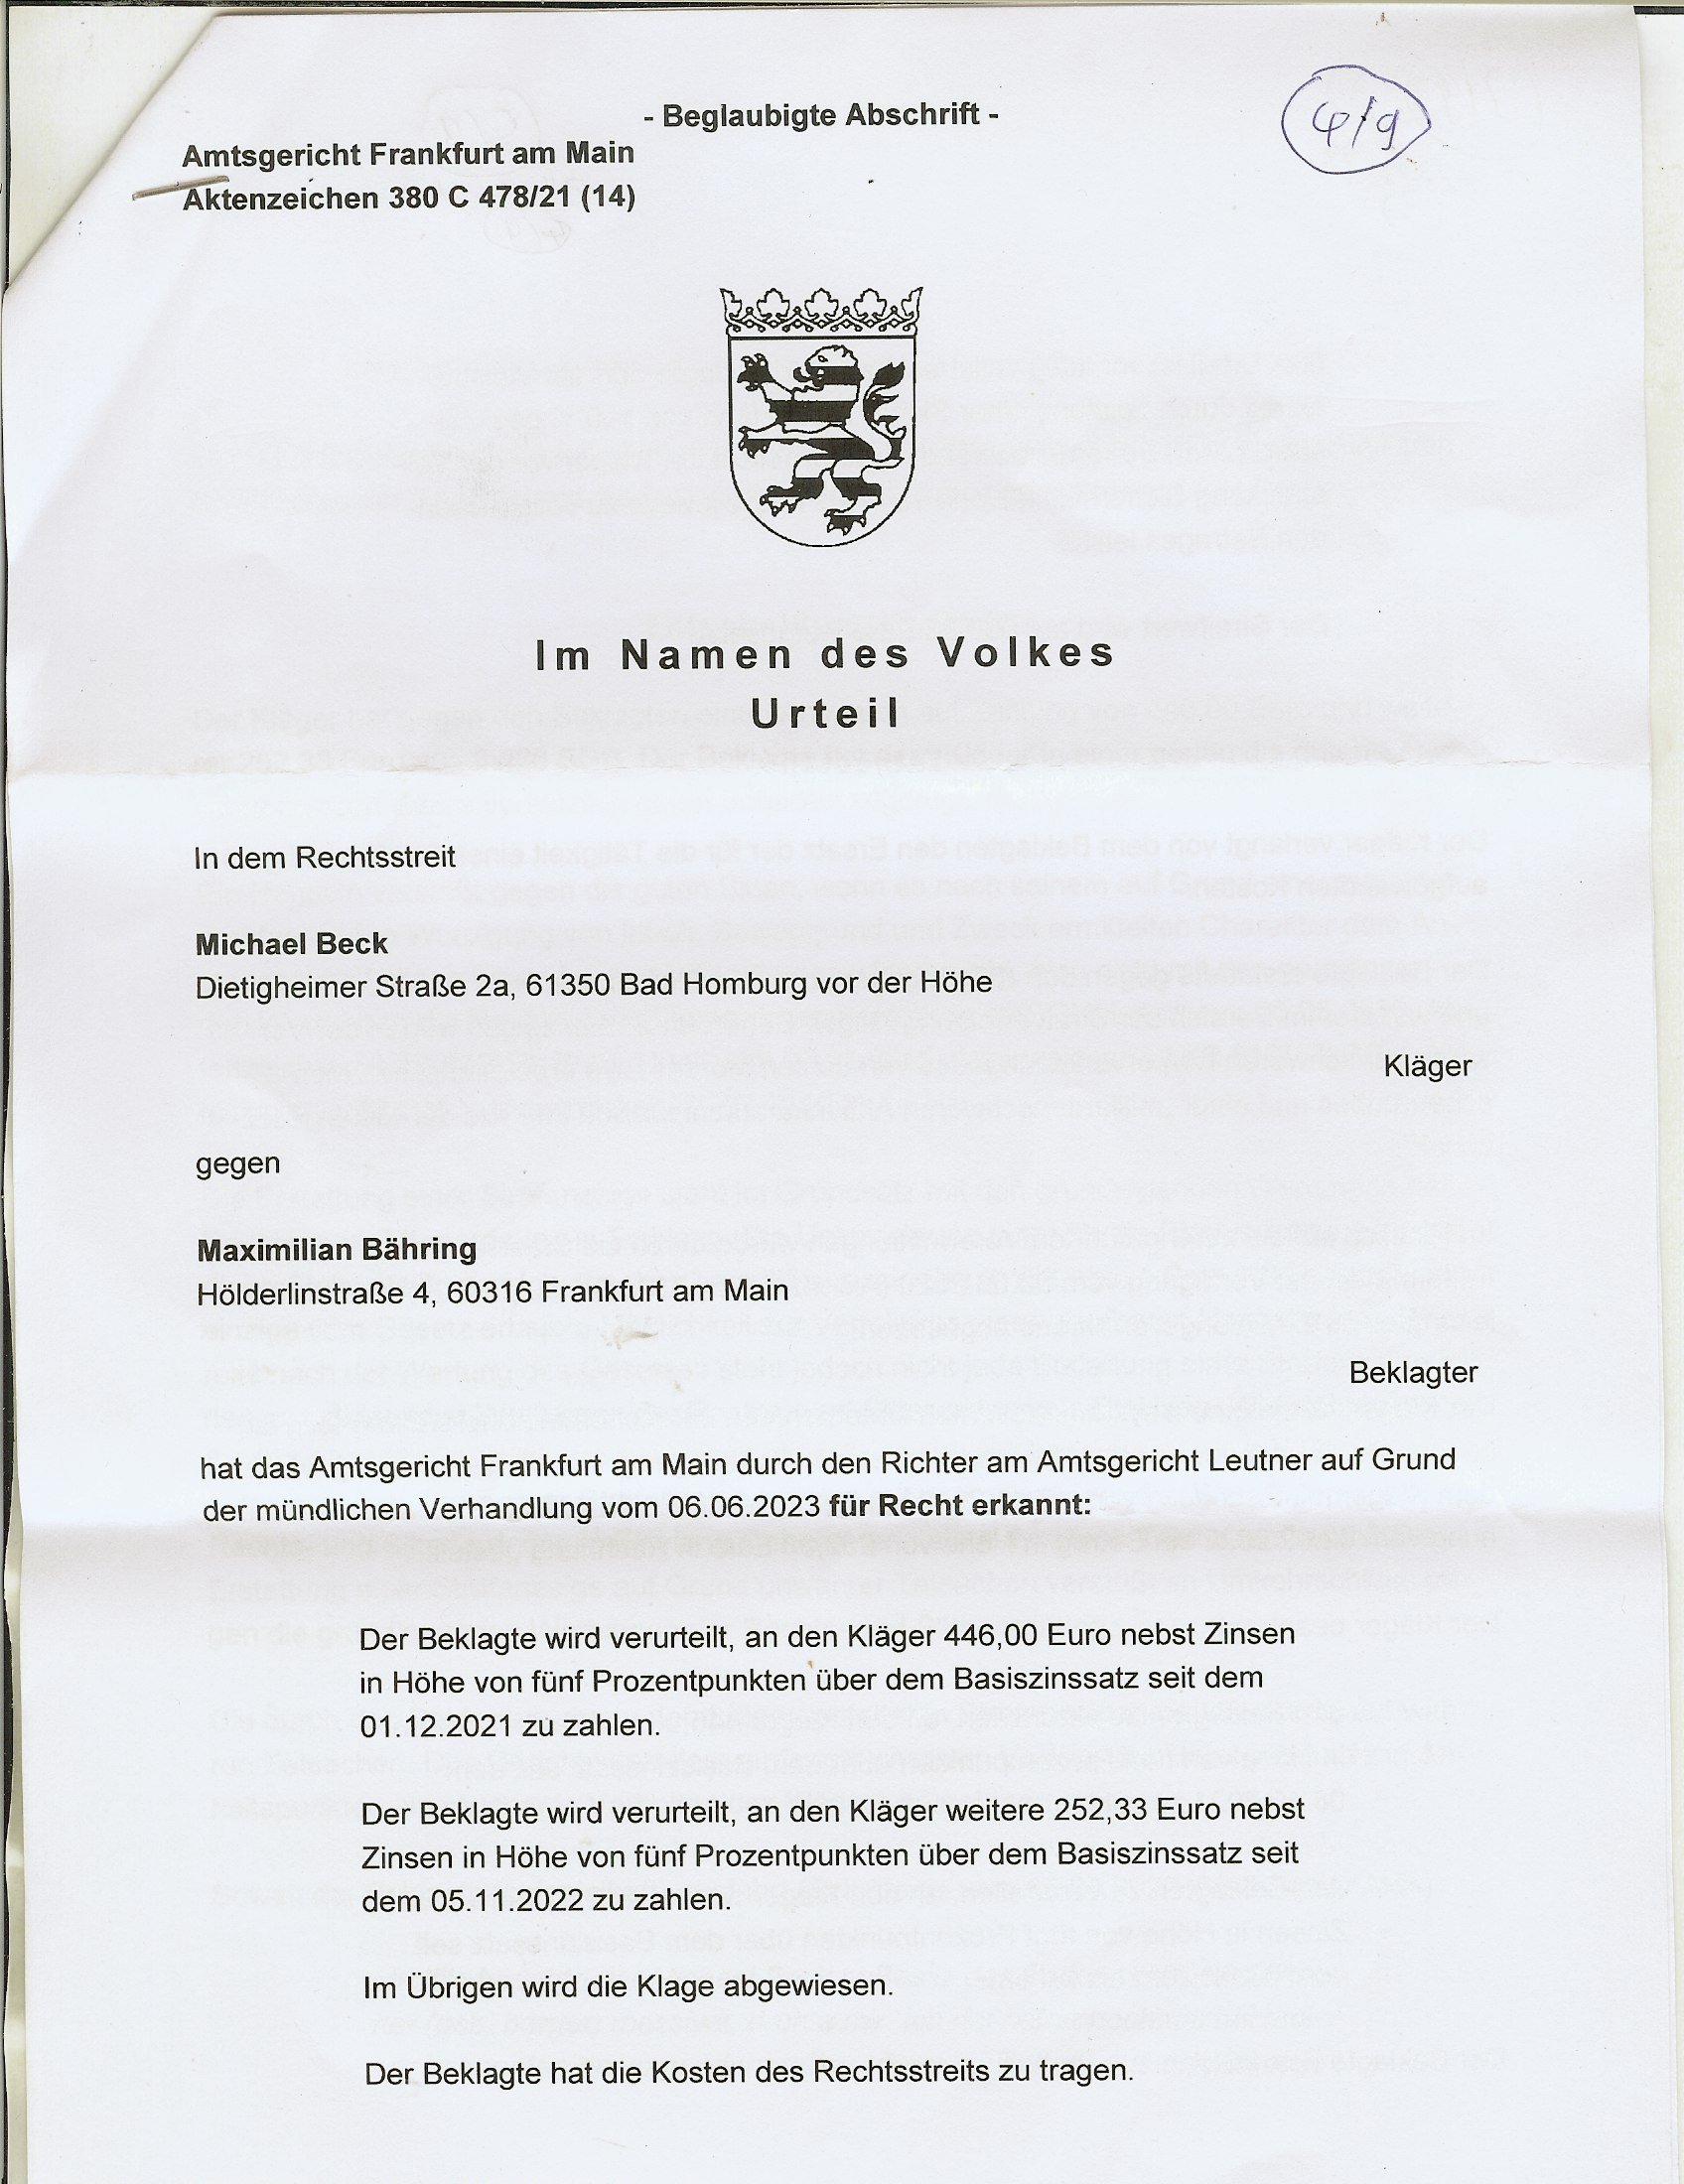 - Beglaubigte Abschrift -
4/9
Amtsgericht Frankfurt am Main
Aktenzeichen 380 C 478/21 (14)
Im Namen des Volkes
Urteil
In dem Rechtsstreit
Michael Beck
Dietigheimer Straße 2a, 61350 Bad Homburg vor der Höhe
Kläger
gegen
Maximilian Bähring
Hölderlinstraße 4, 60316 Frankfurt am Main
Beklagter
hat das Amtsgericht Frankfurt am Main durch den Richter am Amtsgericht Leutner auf Grund
der mündlichen Verhandlung vom 06.06.2023 für Recht erkannt:
Der Beklagte wird verurteilt, an den Kläger 446,00 Euro nebst Zinsen
in Höhe von fünf Prozentpunkten über dem Basiszinssatz seit dem
01.12.2021 zu zahlen.
Der Beklagte wird verurteilt, an den Kläger weitere 252,33 Euro nebst
Zinsen in Höhe von fünf Prozentpunkten über dem Basiszinssatz seit
dem 05.11.2022 zu zahlen.
Im Übrigen wird die Klage abgewiesen.
Der Beklagte hat die Kosten des Rechtsstreits zu tragen.